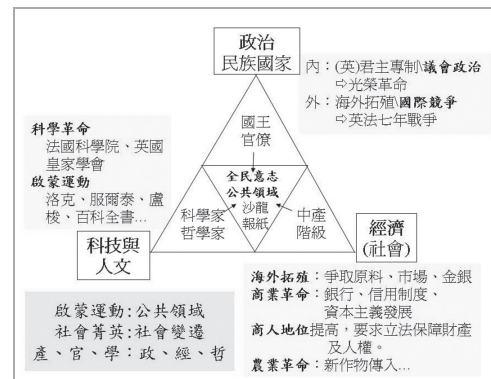 政治
民族國家
內：(英)君主專制\議會政治
⇨光榮革命
外：海外拓殖\國際競爭
⇨英法七年戰爭
國王
官僚
科學革命
法國科學院、英國
皇家學會
啟蒙運動
洛克、服爾泰、盧
梭、百科全書…
全民意志
公共領域
沙龍
報紙
科學家
哲學家
中產
階級
科技與
人文
經濟
(社會)
海外拓殖：爭取原料、市場、金銀
商業革命：銀行、信用制度、
資本主義發展
商人地位提高，要求立法保障財產
及人權。
農業革命：新作物傳入…
啟蒙運動:公共領域
社會菁英:社會變遷
產、官、學：政、經、哲